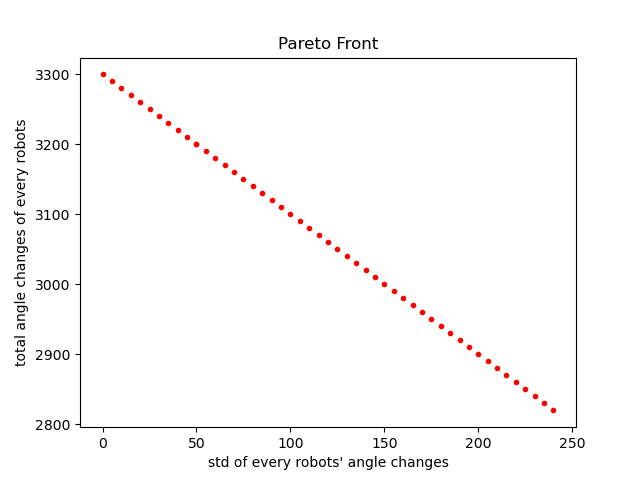 Pareto Front
total angle changes of every robots
3300
3200
3100
3000
2900
2800
0 50 100 150 200 250
std of every robots' angle changes